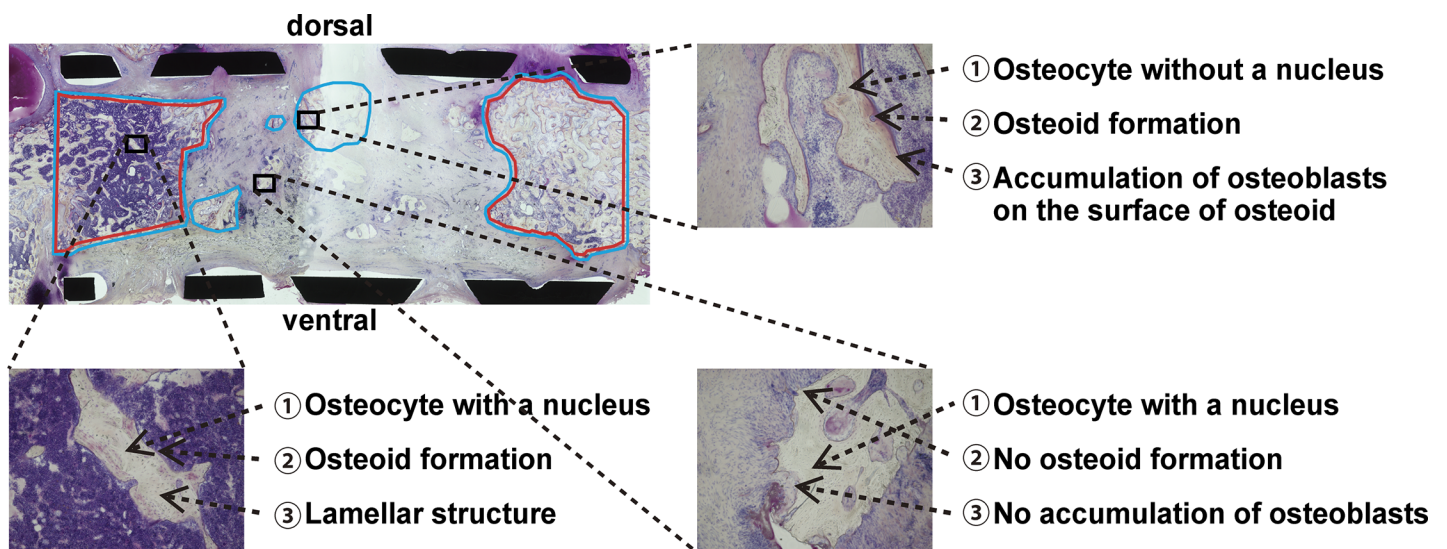 dorsal
①Osteocyte without a nucleus
②Osteoid formation
③Accumulation of osteoblasts
on the surface of osteoid
ventral
①Osteocyte with a nucleus
②Osteoid formation
③Lamellar structure
①Osteocyte with a nucleus
②No osteoid formation
③No accumulation of osteoblasts